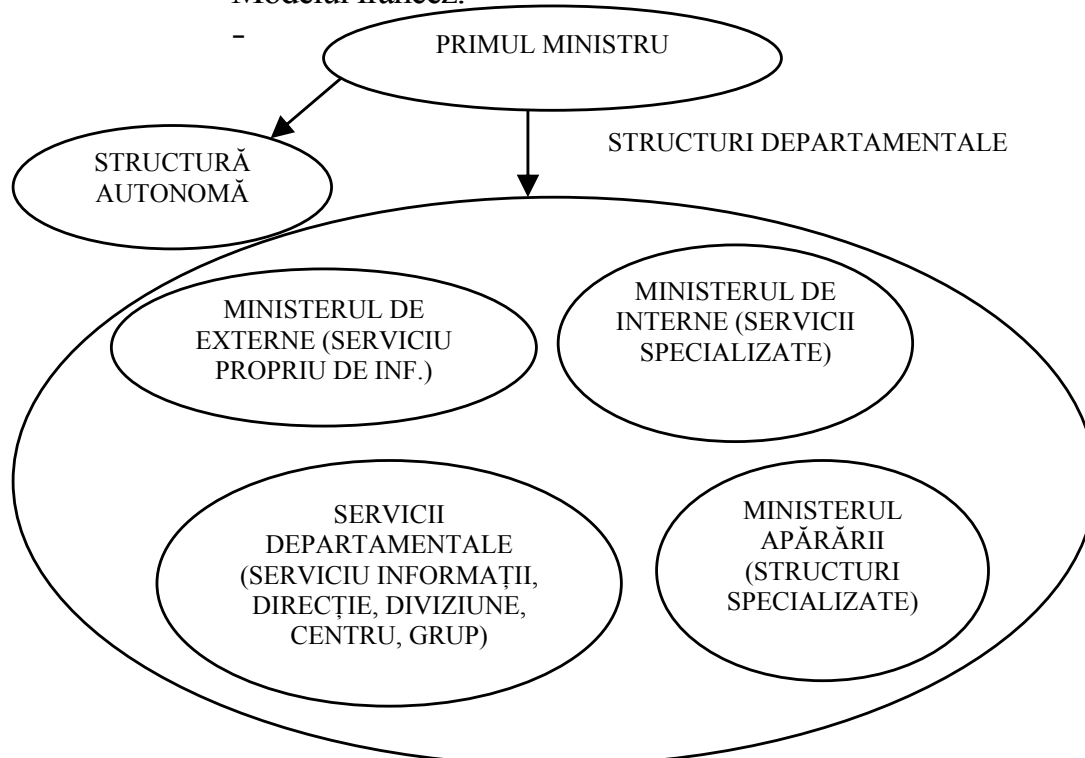 Modelul francez:
-
PRIMUL MINISTRU
STRUCTURI DEPARTAMENTALE
STRUCTURĂ
AUTONOMĂ
MINISTERUL DE
EXTERNE (SERVICIU
PROPRIU DE INF.)
MINISTERUL DE
INTERNE (SERVICII
SPECIALIZATE)
SERVICII
DEPARTAMENTALE
(SERVICIU INFORMAȚII,
DIRECȚIE, DIVIZIUNE,
CENTRU, GRUP)
MINISTERUL
APĂRĂRII
(STRUCTURI
SPECIALIZATE)